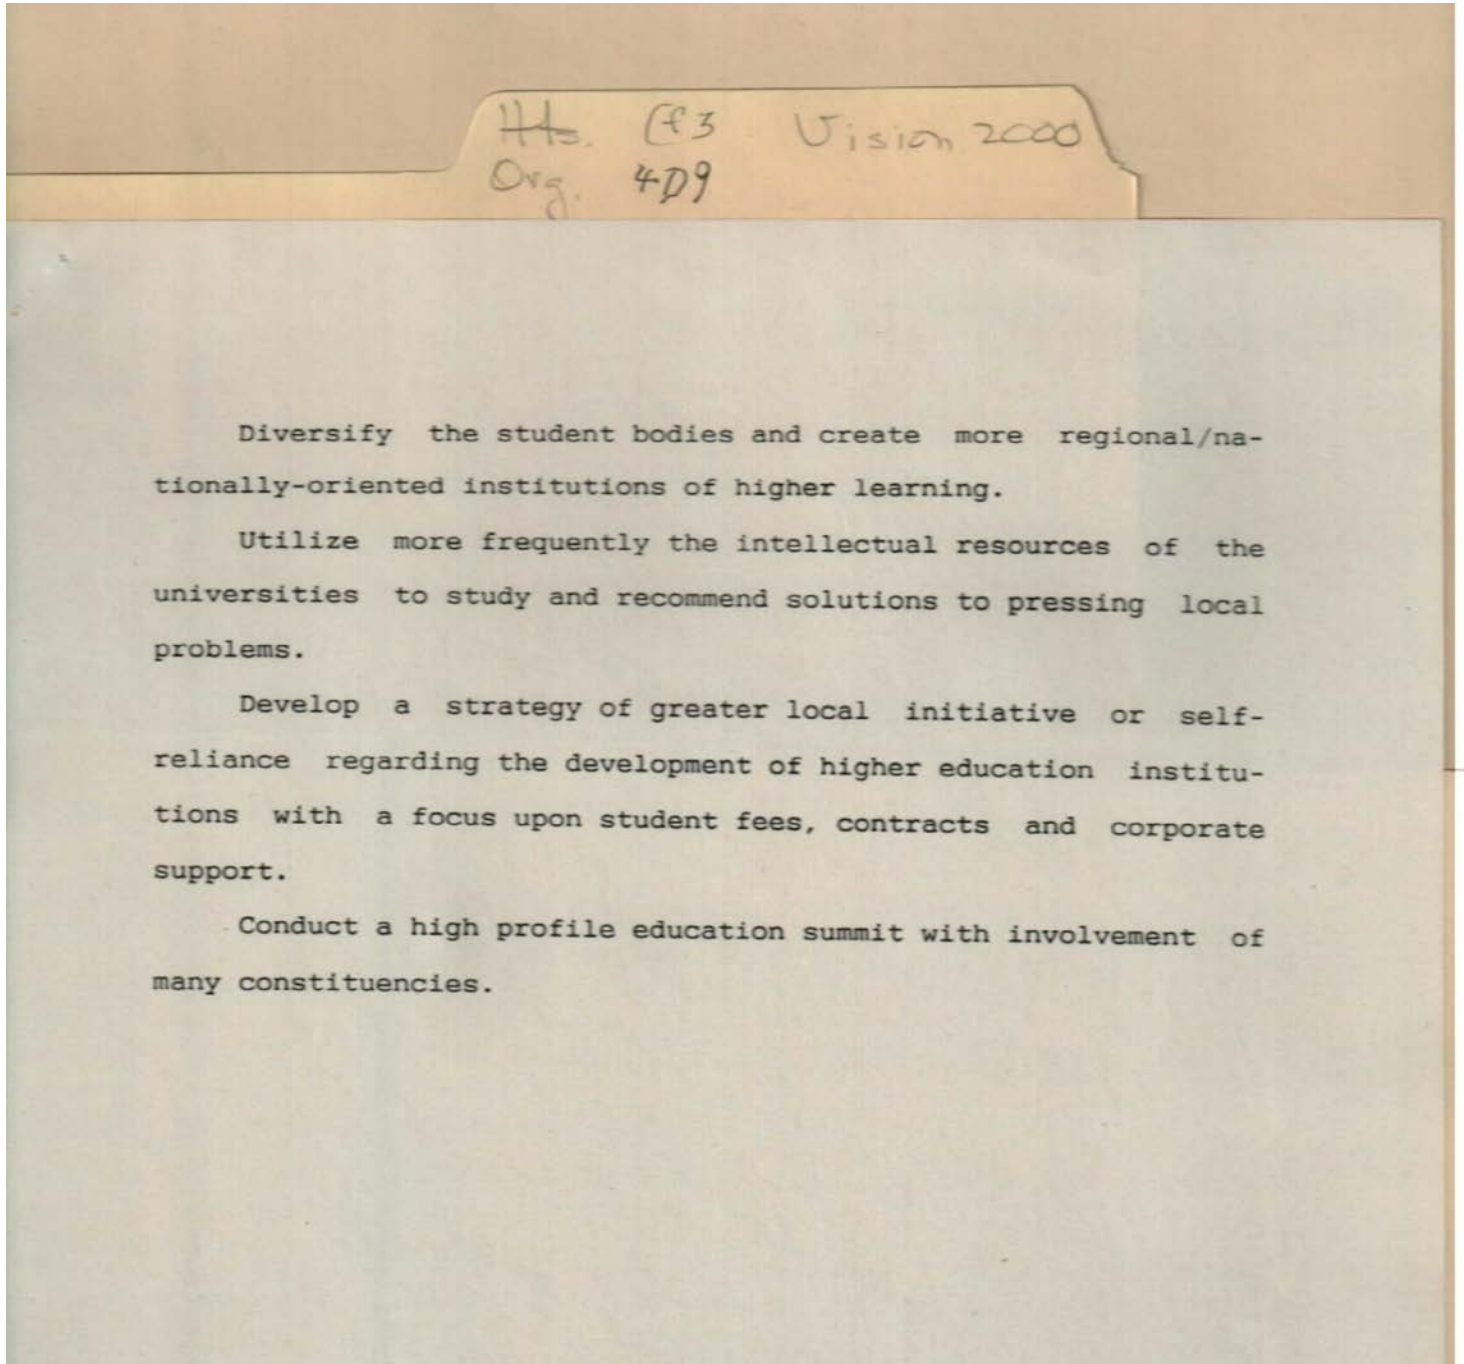 Hts. Cf3 Vision 2000
Org. 4D9
Diversify the student bodies and create more regional/na-
tionally-oriented institutions of higher learning.
Utilize more frequently the intellectual resources of the
universities to study and recommend solutions to pressing local
problems.
Develop a strategy of greater local initiative or self-
reliance regarding the development of higher education institu-
tions with a focus upon student fees, contracts and corporate
support.
Conduct a high profile education summit with involvement of
many constituencies.